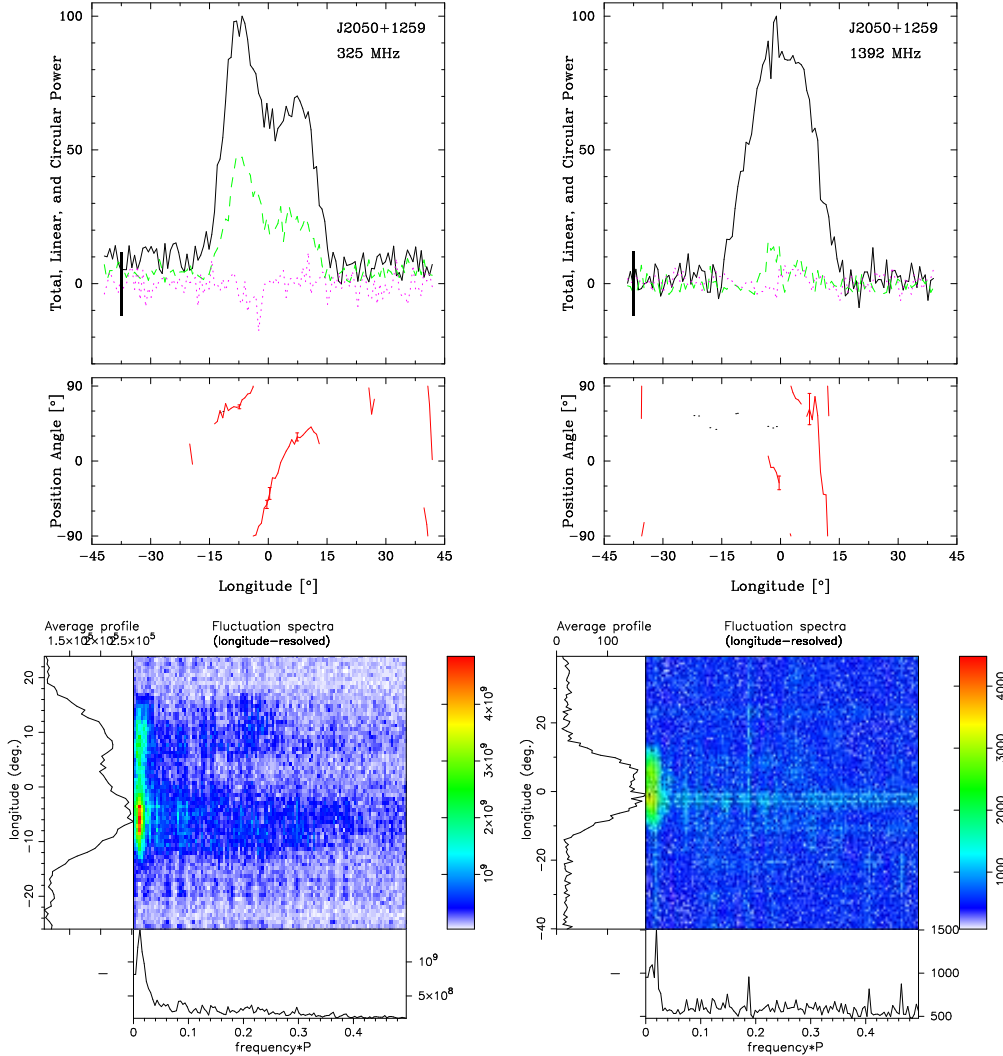 J2050+1259
325 MHz
Total, Linear, and Circular Power
100
50
0
Position Angle [°]
90
0
−90
−45 −30 −15 0 15 30 45
Longitude [°]
J2050+1259
1392 MHz
Total, Linear, and Circular Power
100
50
0
Position Angle [°]
90
0
−90
−45 −30 −15 0 15 30 45
Longitude [°]
Average profile
Fluctuation spectra
(longitude−resolved)
longitude (deg.)
20
10
0
−10
−20
4×10⁹
3×10⁹
2×10⁹
10⁹
10⁹
5×10⁸
0 0.1 0.2 0.3 0.4
frequency*P
Average profile
0 100
Fluctuation spectra
(longitude−resolved)
longitude (deg.)
20
0
−20
−40
4000
3000
2000
1000
1500
1000
500
0 0.1 0.2 0.3 0.4
frequency*P